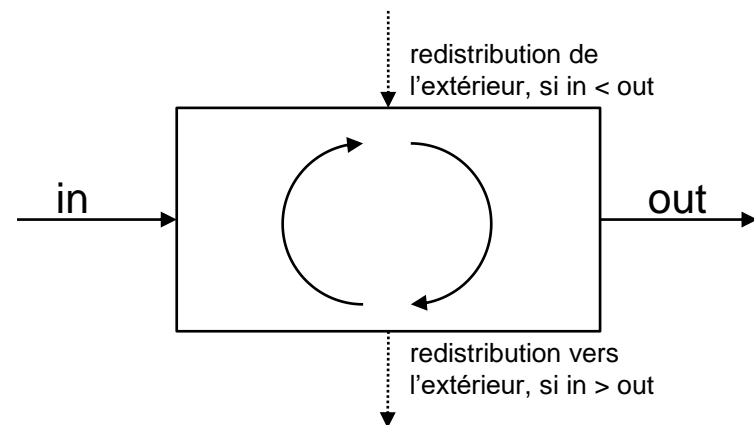 redistribution de
l’extérieur, si in < out
in
out
redistribution vers
l’extérieur, si in > out